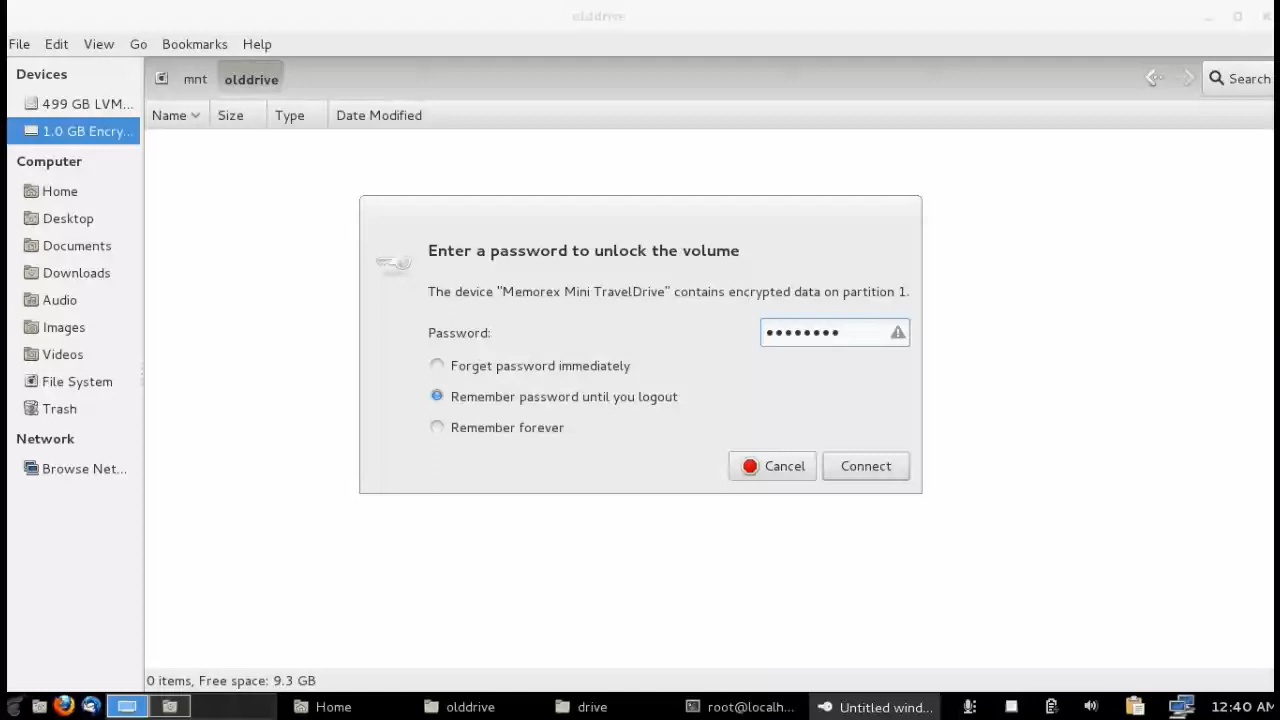 olddrive
File Edit View Go Bookmarks Help
Devices
499 GB LVM...
1.0 GB Encry...
Computer
Home
Desktop
Documents
Downloads
Audio
Images
Videos
File System
Trash
Network
Browse Net...
mnt olddrive Search
Name Size Type Date Modified
Enter a password to unlock the volume
The device "Memorex Mini TravelDrive" contains encrypted data on partition 1.
Password: ••••••••
Forget password immediately
Remember password until you logout
Remember forever
Cancel Connect
0 items, Free space: 9.3 GB
Home olddrive drive root@localh... Untitled wind... 12:40 AM